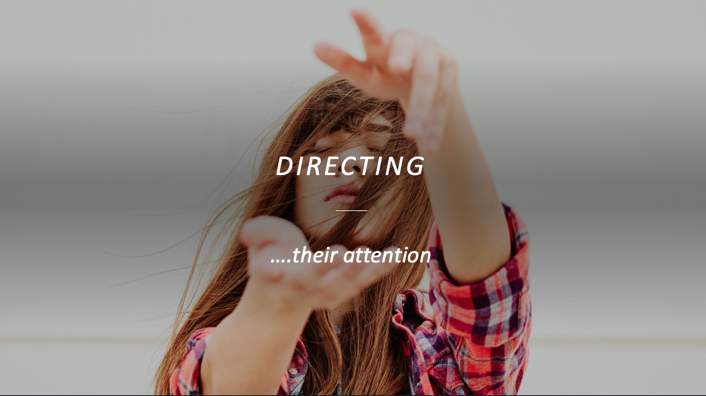 DIRECTING
....their attention